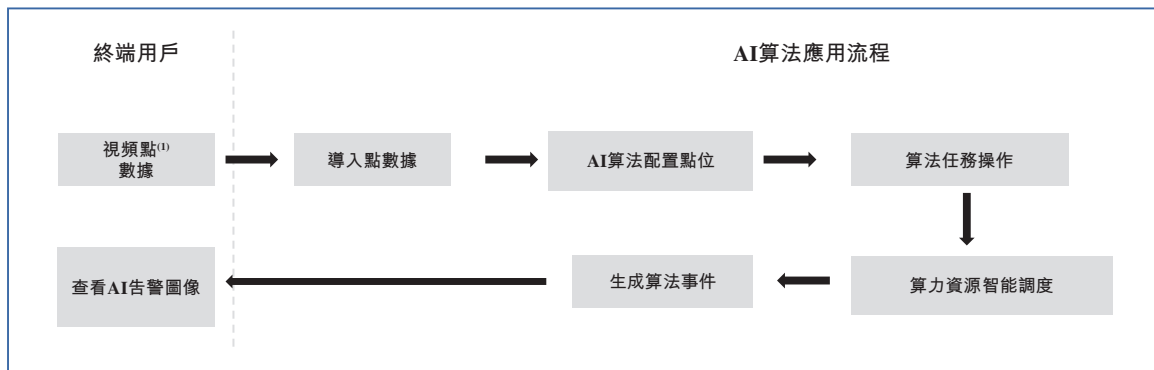 終端用戶
AI算法應用流程
視頻點(1)
數據
導入點數據
AI算法配置點位
算法任務操作
查看AI告警圖像
生成算法事件
算力資源智能調度